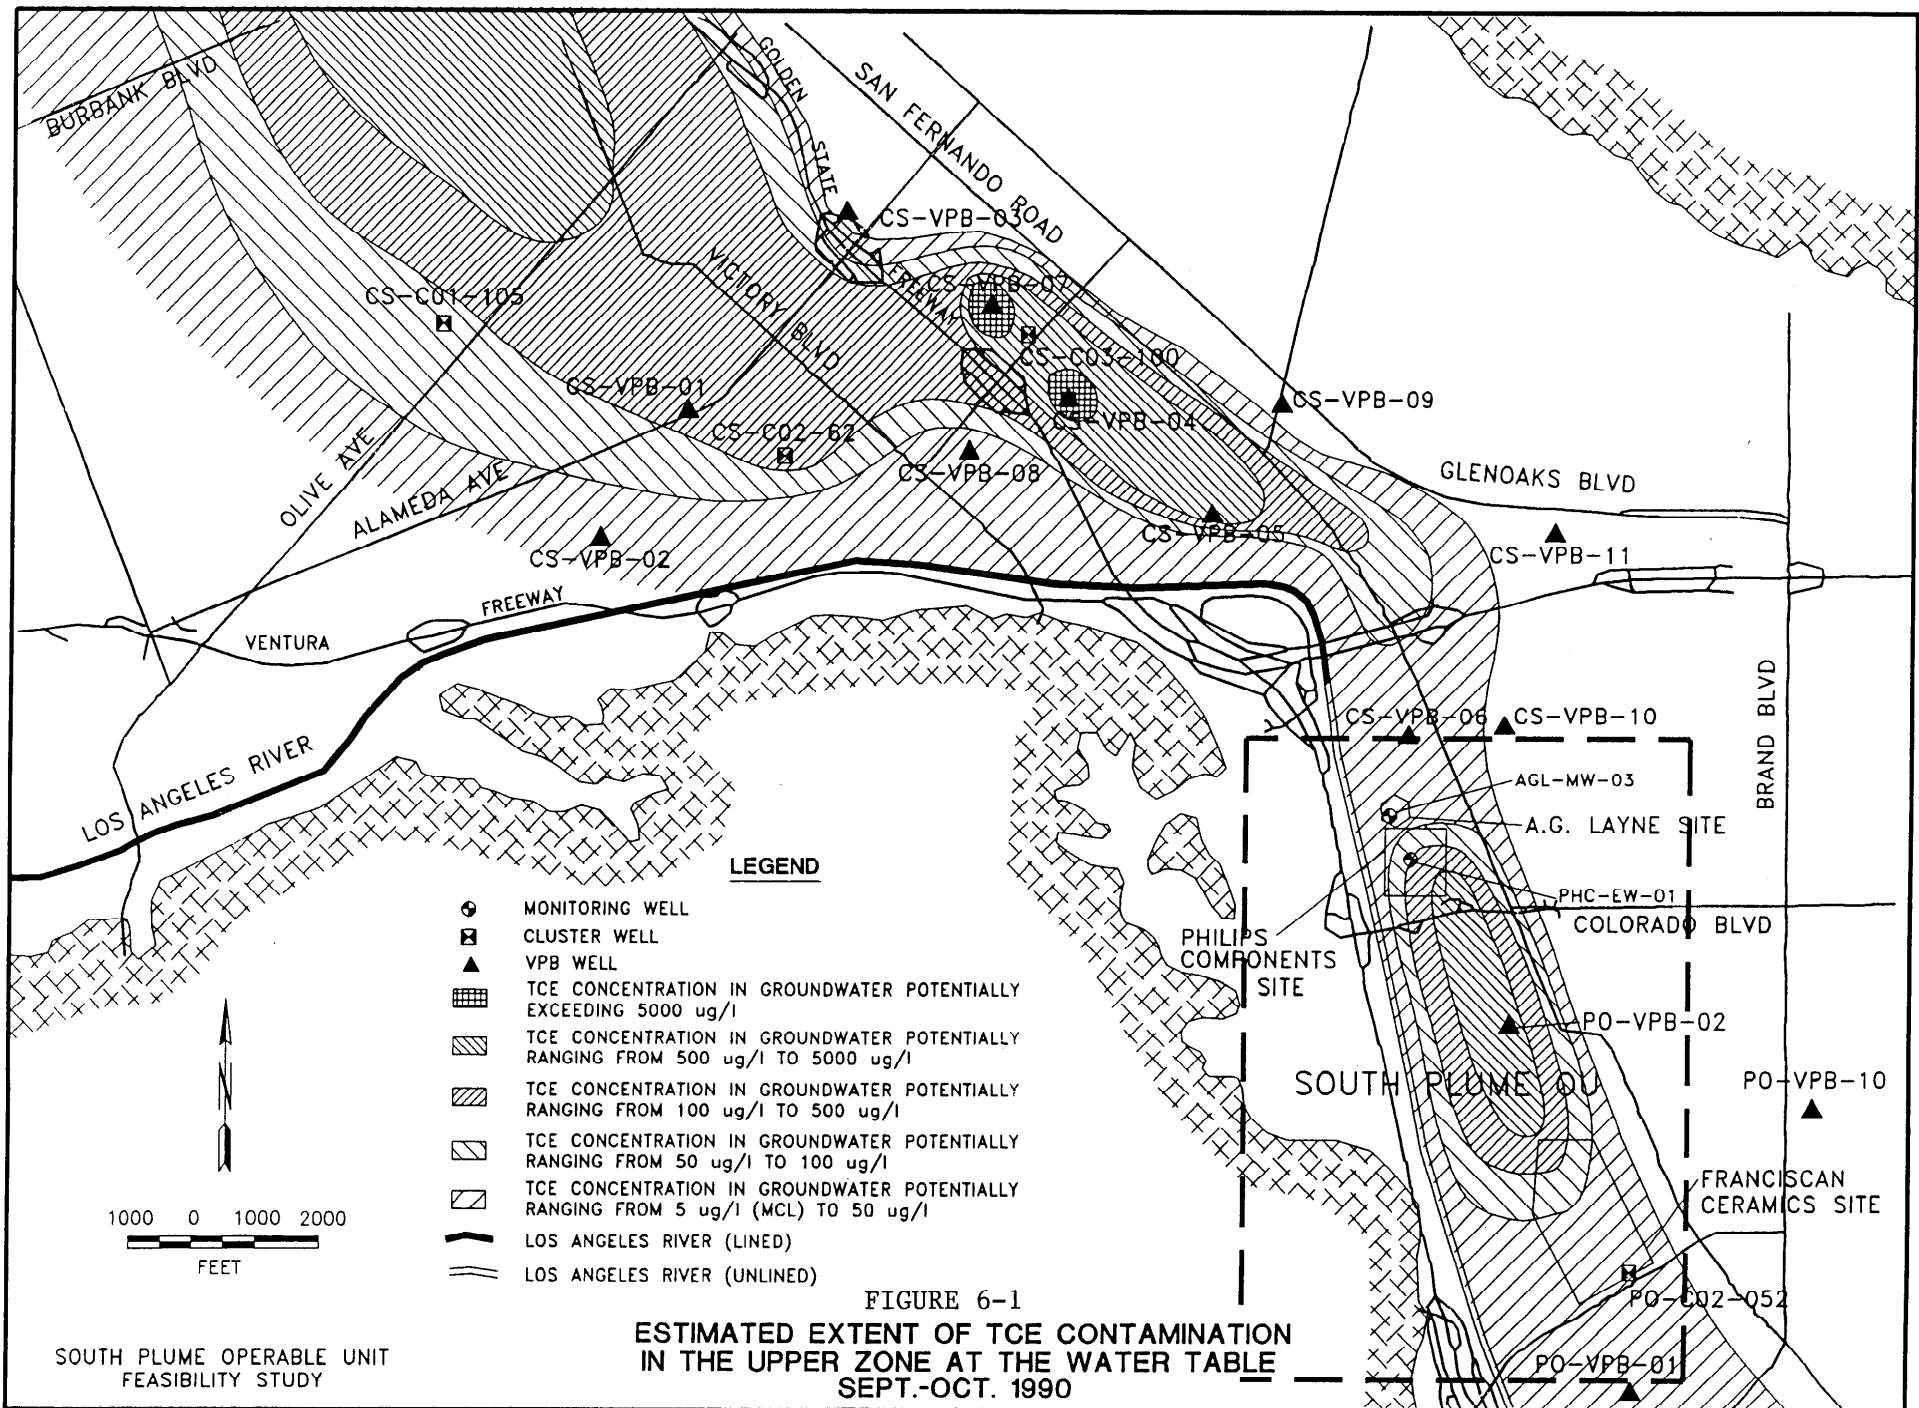 GOLDEN
STATE
FREEWAY
SAN FERNANDO ROAD
BURBANK BLVD
CS-VPB-03
VICTORY BLVD
CS-VPB-07
CS-C01-105
CS-C03-100
CS-VPB-01
CS-VPB-09
CS-VPB-04
CS-C02-62
OLIVE AVE
ALAMEDA AVE
CS-VPB-08
GLENOAKS BLVD
CS-VPB-05
CS-VPB-02
CS-VPB-11
FREEWAY
VENTURA
LOS ANGELES RIVER
BRAND BLVD
CS-VPB-06
CS-VPB-10
AGL-MW-03
A.G. LAYNE SITE
PHC-EW-01
COLORADO BLVD
PHILIPS
COMPONENTS
SITE
PO-VPB-02
SOUTH PLUME OU
PO-VPB-10
FRANCISCAN
CERAMICS SITE
PO-C02-052
PO-VPB-01
LEGEND
MONITORING WELL
CLUSTER WELL
VPB WELL
TCE CONCENTRATION IN GROUNDWATER POTENTIALLY
EXCEEDING 5000 ug/l
TCE CONCENTRATION IN GROUNDWATER POTENTIALLY
RANGING FROM 500 ug/l TO 5000 ug/l
TCE CONCENTRATION IN GROUNDWATER POTENTIALLY
RANGING FROM 100 ug/l TO 500 ug/l
TCE CONCENTRATION IN GROUNDWATER POTENTIALLY
RANGING FROM 50 ug/l TO 100 ug/l
TCE CONCENTRATION IN GROUNDWATER POTENTIALLY
RANGING FROM 5 ug/l (MCL) TO 50 ug/l
LOS ANGELES RIVER (LINED)
LOS ANGELES RIVER (UNLINED)
N
1000 0 1000 2000
FEET
SOUTH PLUME OPERABLE UNIT
FEASIBILITY STUDY
FIGURE 6-1
ESTIMATED EXTENT OF TCE CONTAMINATION
IN THE UPPER ZONE AT THE WATER TABLE
SEPT.-OCT. 1990